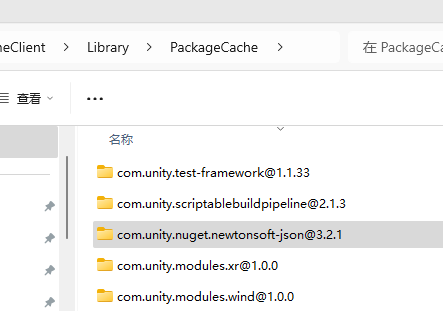 neClient > Library > PackageCache >
在 PackageCa
查看
名称
com.unity.test-framework@1.1.33
com.unity.scriptablebuildpipeline@2.1.3
com.unity.nuget.newtonsoft-json@3.2.1
com.unity.modules.xr@1.0.0
com.unity.modules.wind@1.0.0